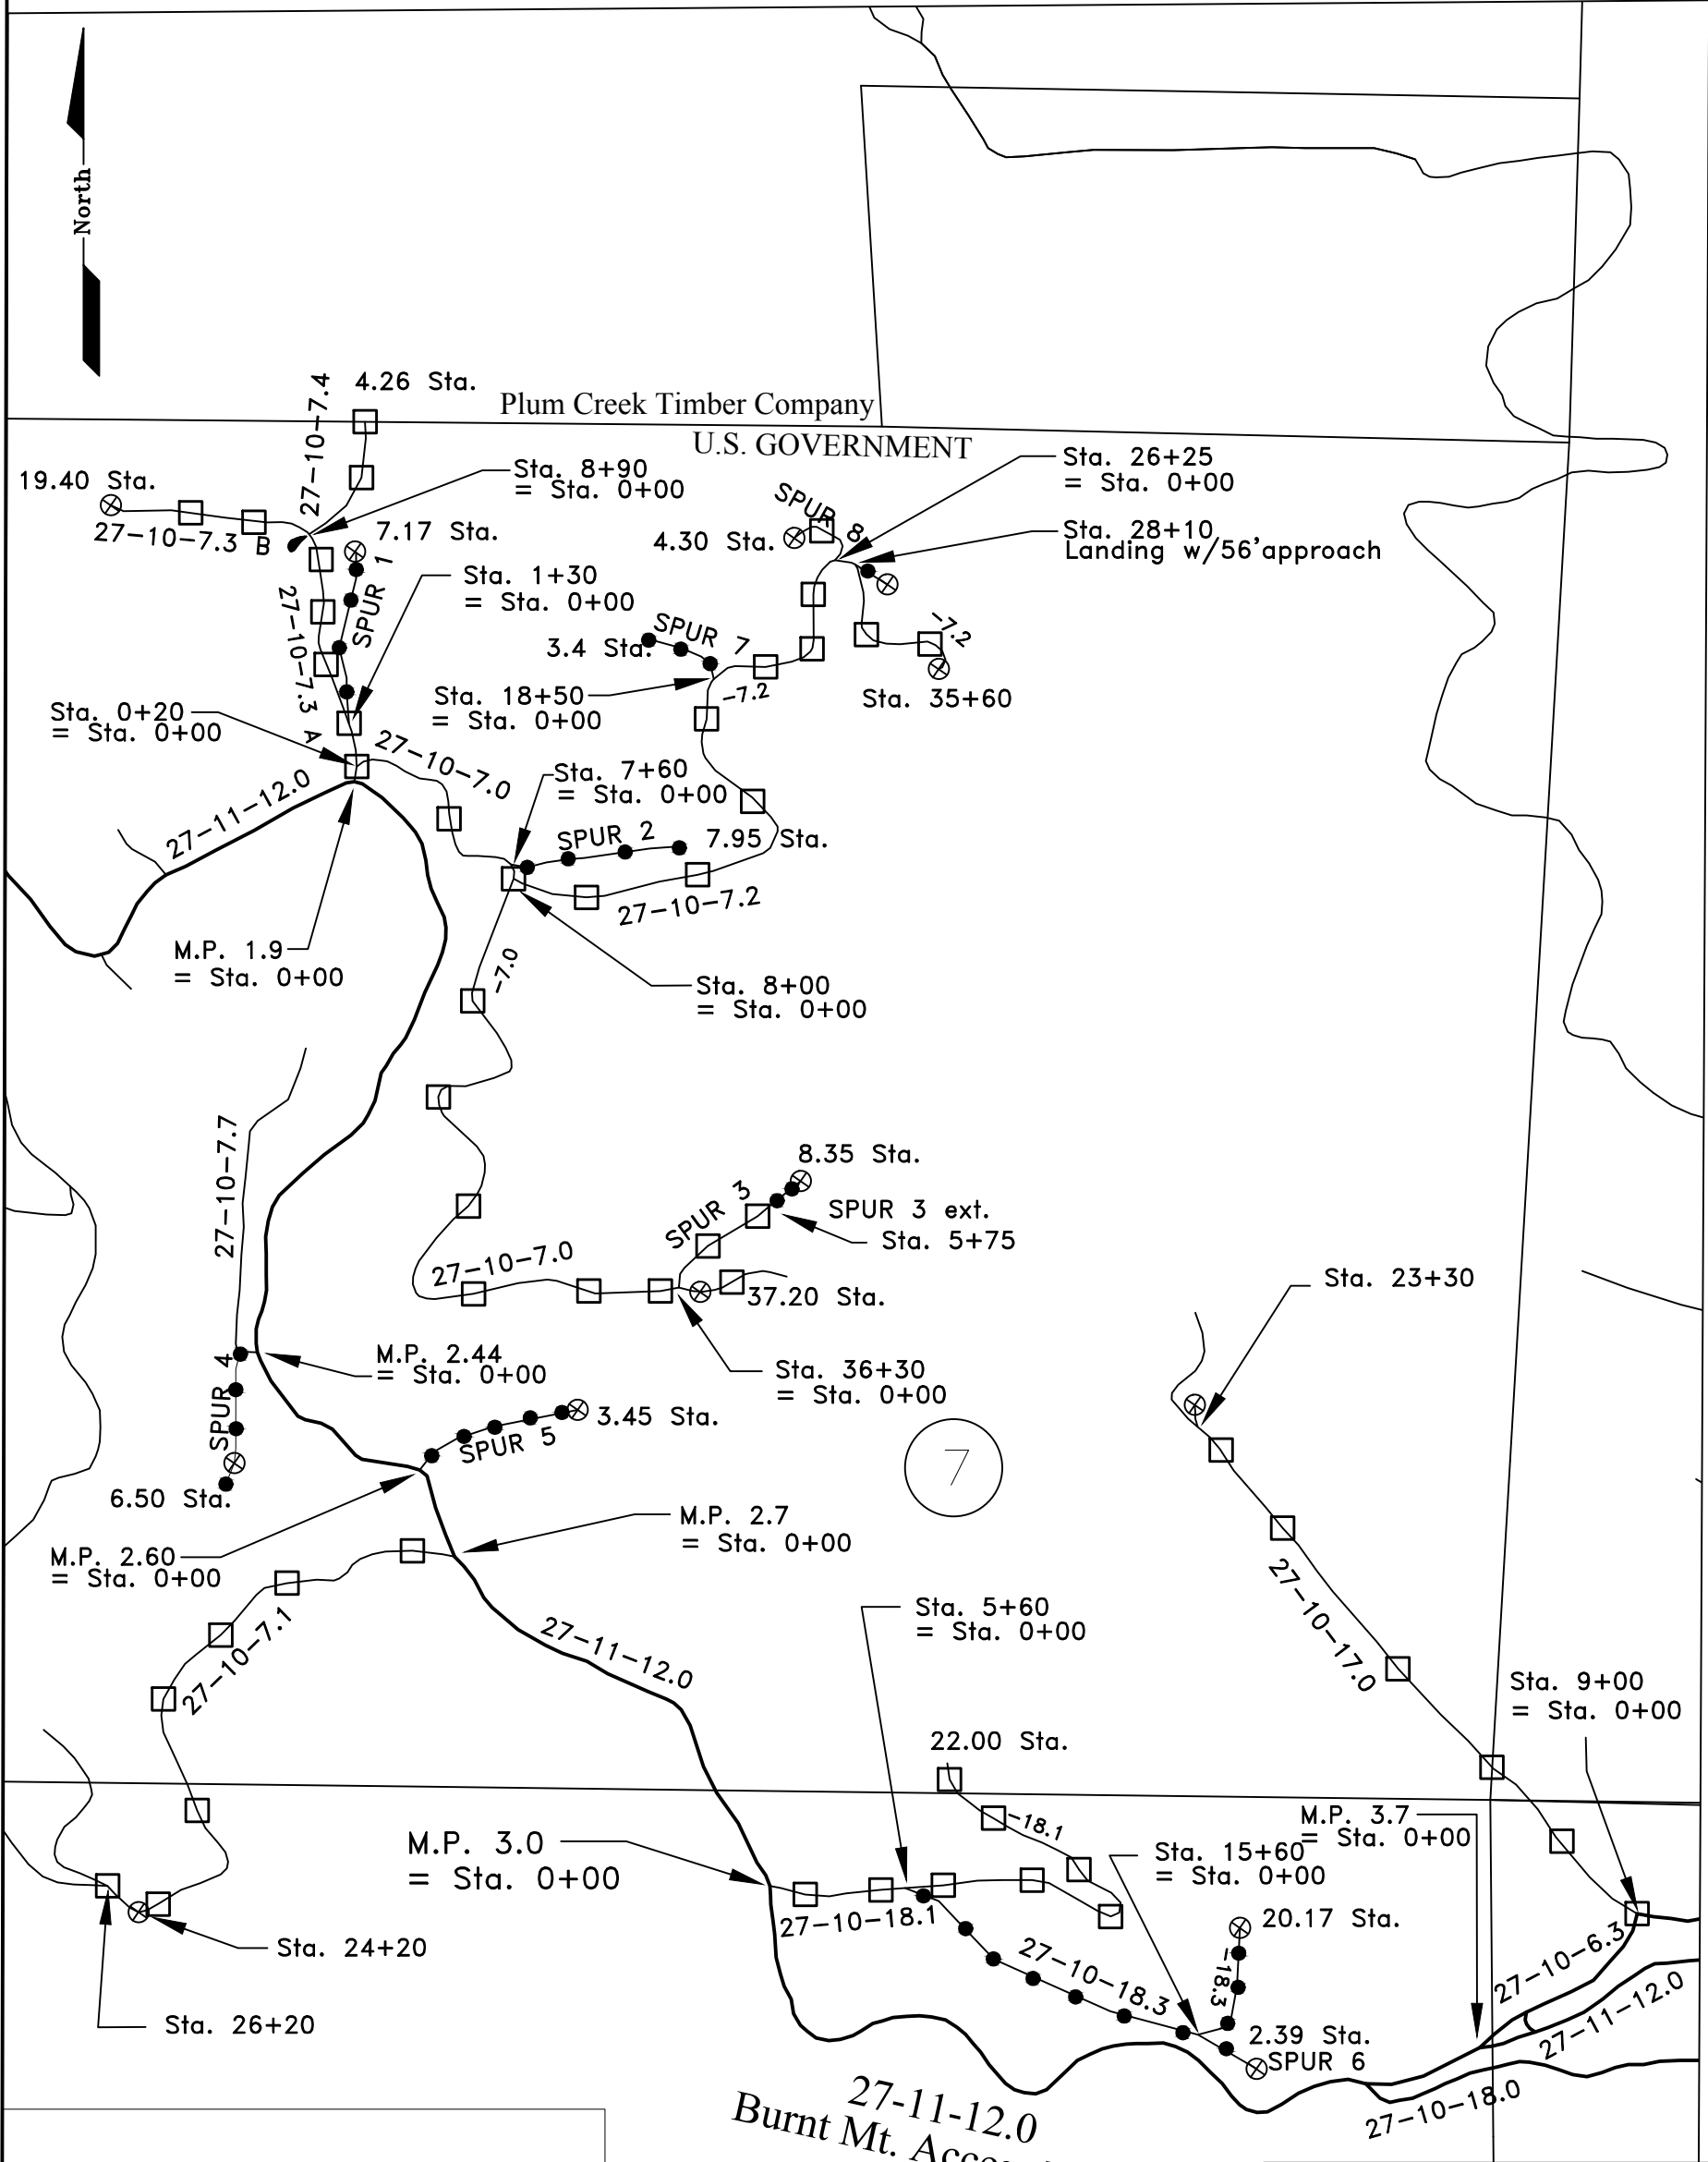 North
4.26 Sta.
27-10-7.4
Plum Creek Timber Company
U.S. GOVERNMENT
Sta. 26+25
= Sta. 0+00
Sta. 8+90
= Sta. 0+00
19.40 Sta.
27-10-7.3 B
7.17 Sta.
SPUR 8
4.30 Sta.
Sta. 28+10
Landing w/56'approach
Sta. 1+30
= Sta. 0+00
SPUR 1
27-10-7.3 A
SPUR 7
3.4 Sta.
-7.2
Sta. 35+60
Sta. 18+50
= Sta. 0+00
-7.2
Sta. 0+20
= Sta. 0+00
27-10-7.0
27-11-12.0
Sta. 7+60
= Sta. 0+00
SPUR 2
7.95 Sta.
27-10-7.2
M.P. 1.9
= Sta. 0+00
-7.0
Sta. 8+00
= Sta. 0+00
27-10-7.7
8.35 Sta.
SPUR 3
SPUR 3 ext.
Sta. 5+75
27-10-7.0
37.20 Sta.
Sta. 23+30
M.P. 2.44
= Sta. 0+00
Sta. 36+30
= Sta. 0+00
SPUR 4
3.45 Sta.
SPUR 5
7
6.50 Sta.
M.P. 2.7
= Sta. 0+00
M.P. 2.60
= Sta. 0+00
27-10-7.1
27-11-12.0
Sta. 5+60
= Sta. 0+00
27-10-17.0
Sta. 9+00
= Sta. 0+00
22.00 Sta.
-18.1
M.P. 3.7
= Sta. 0+00
M.P. 3.0
= Sta. 0+00
Sta. 15+60
= Sta. 0+00
27-10-18.1
20.17 Sta.
Sta. 24+20
27-10-18.3
-18.3
27-10-6.3
Sta. 26+20
2.39 Sta.
SPUR 6
27-11-12.0
27-10-18.0
27-11-12.0
Burnt Mt.